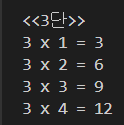 <<3단>>
3 x 1 = 3
3 x 2 = 6
3 x 3 = 9
3 x 4 = 12